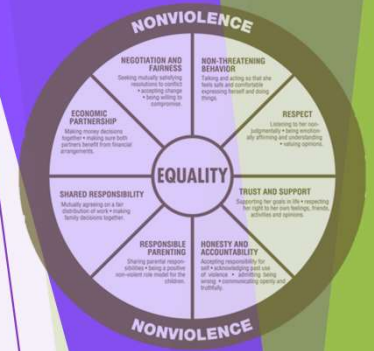 NONVIOLENCE
NEGOTIATION AND
FAIRNESS
Seeking mutually satisfying
resolutions to conflict
• accepting change
• being willing to
compromise.
NON-THREATENING
BEHAVIOR
Talking and acting so that she
feels safe and comfortable
expressing herself and doing
things.
ECONOMIC
PARTNERSHIP
Making money decisions
together • making sure both
partners benefit from financial
arrangements.
RESPECT
Listening to her non-
judgmentally • being emotion-
ally affirming and understanding
• valuing opinions.
EQUALITY
SHARED RESPONSIBILITY
Mutually agreeing on a fair
distribution of work • making
family decisions together.
TRUST AND SUPPORT
Supporting her goals in life • respecting
her right to her own feelings, friends,
activities and opinions.
RESPONSIBLE
PARENTING
Sharing parental respon-
sibilities • being a positive
non-violent role model for the
children.
HONESTY AND
ACCOUNTABILITY
Accepting responsibility for
self • acknowledging past use
of violence • admitting being
wrong • communicating openly and
truthfully.
NONVIOLENCE